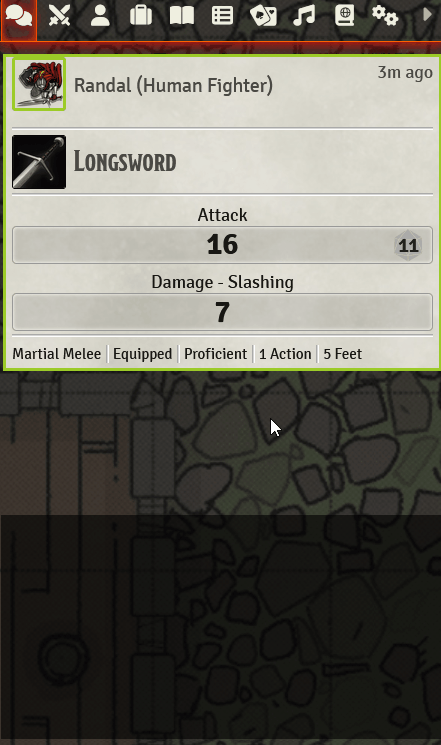 Randal (Human Fighter)
3m ago
Longsword
Attack
16
11
Damage - Slashing
7
Martial Melee Equipped Proficient 1 Action 5 Feet